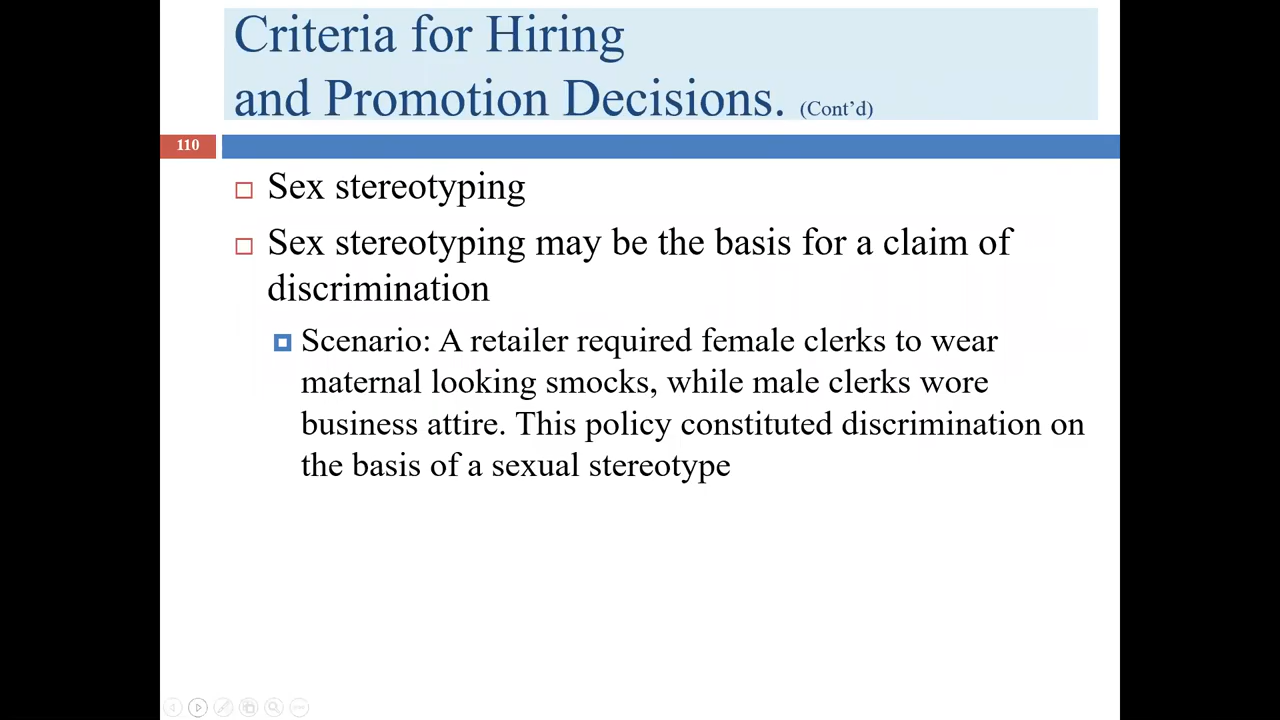 Criteria for Hiring
and Promotion Decisions. (Cont’d)
110
Sex stereotyping
Sex stereotyping may be the basis for a claim of
discrimination
Scenario: A retailer required female clerks to wear
maternal looking smocks, while male clerks wore
business attire. This policy constituted discrimination on
the basis of a sexual stereotype